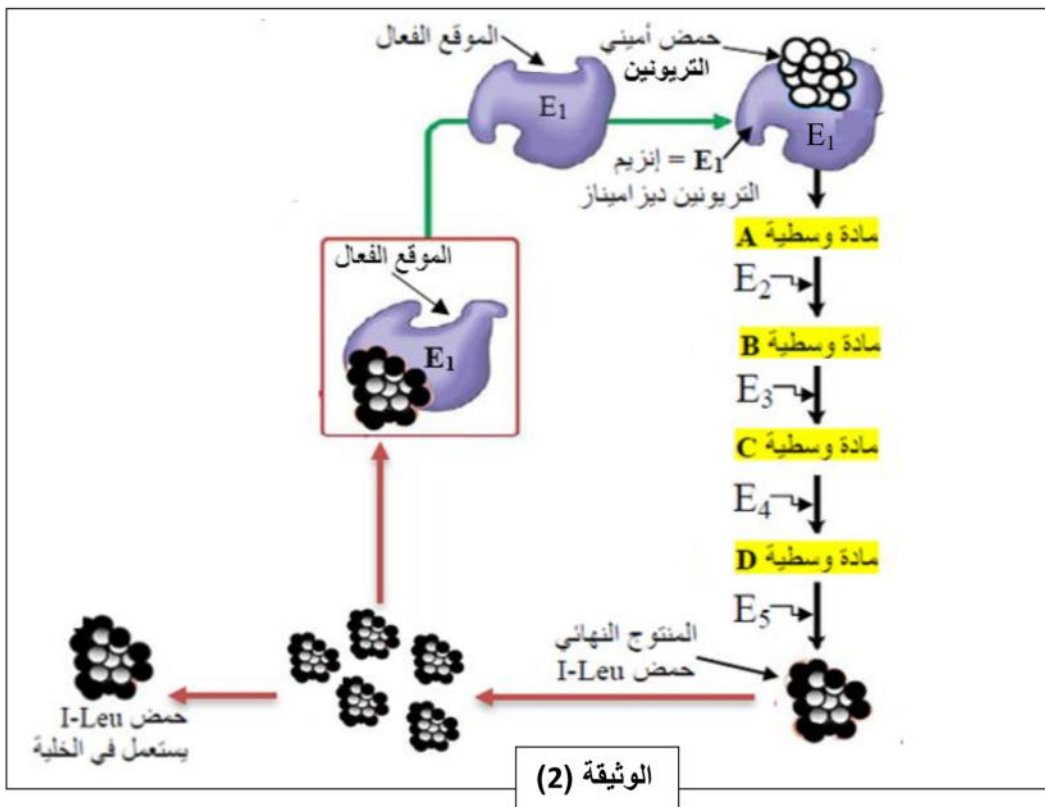 الموقع الفعال
E1
حمض أميني
التريونين
E1
E1 = إنزيم
التريونين ديزاميناز
مادة وسطية A
E2
مادة وسطية B
E3
مادة وسطية C
E4
مادة وسطية D
E5
الموقع الفعال
E1
المنتوج النهائي
حمض I-Leu
حمض I-Leu
يستعمل في الخلية
الوثيقة (2)